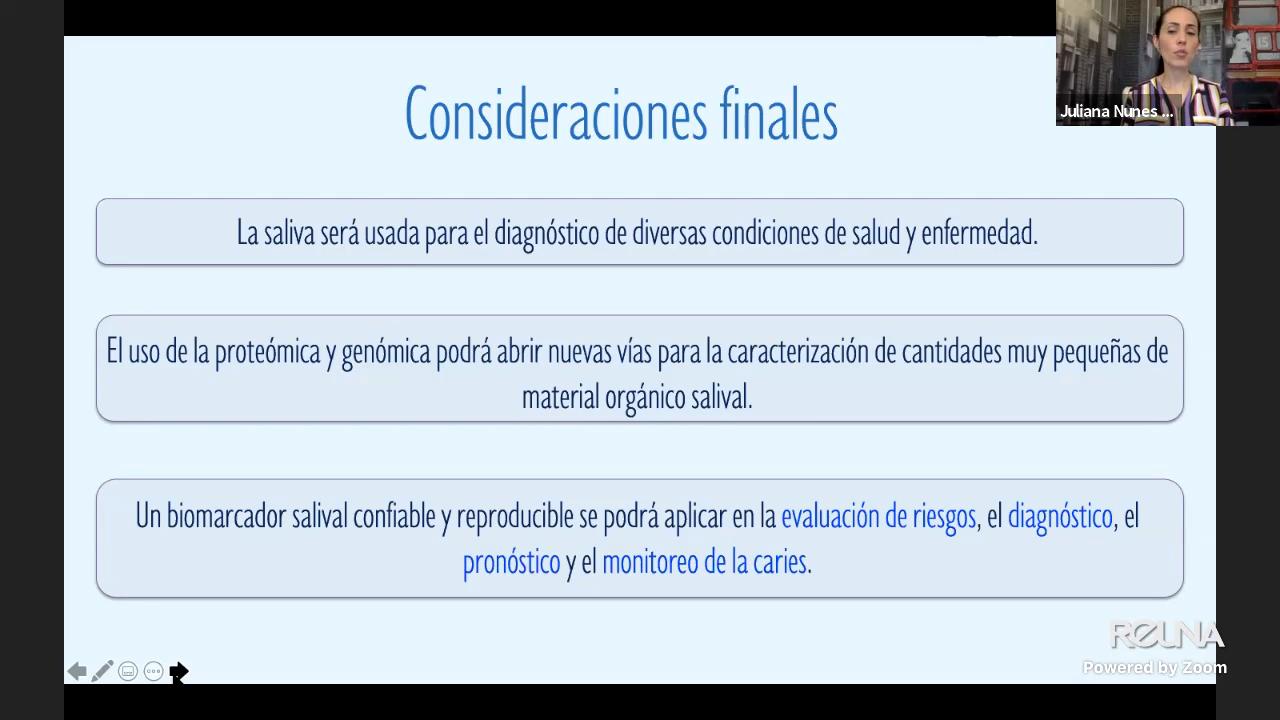 Consideraciones finales
Juliana Nunes ...
La saliva será usada para el diagnóstico de diversas condiciones de salud y enfermedad.
El uso de la proteómica y genómica podrá abrir nuevas vías para la caracterización de cantidades muy pequeñas de
material orgánico salival.
Un biomarcador salival confiable y reproducible se podrá aplicar en la evaluación de riesgos, el diagnóstico, el
pronóstico y el monitoreo de la caries.
REUNA
Powered by Zoom